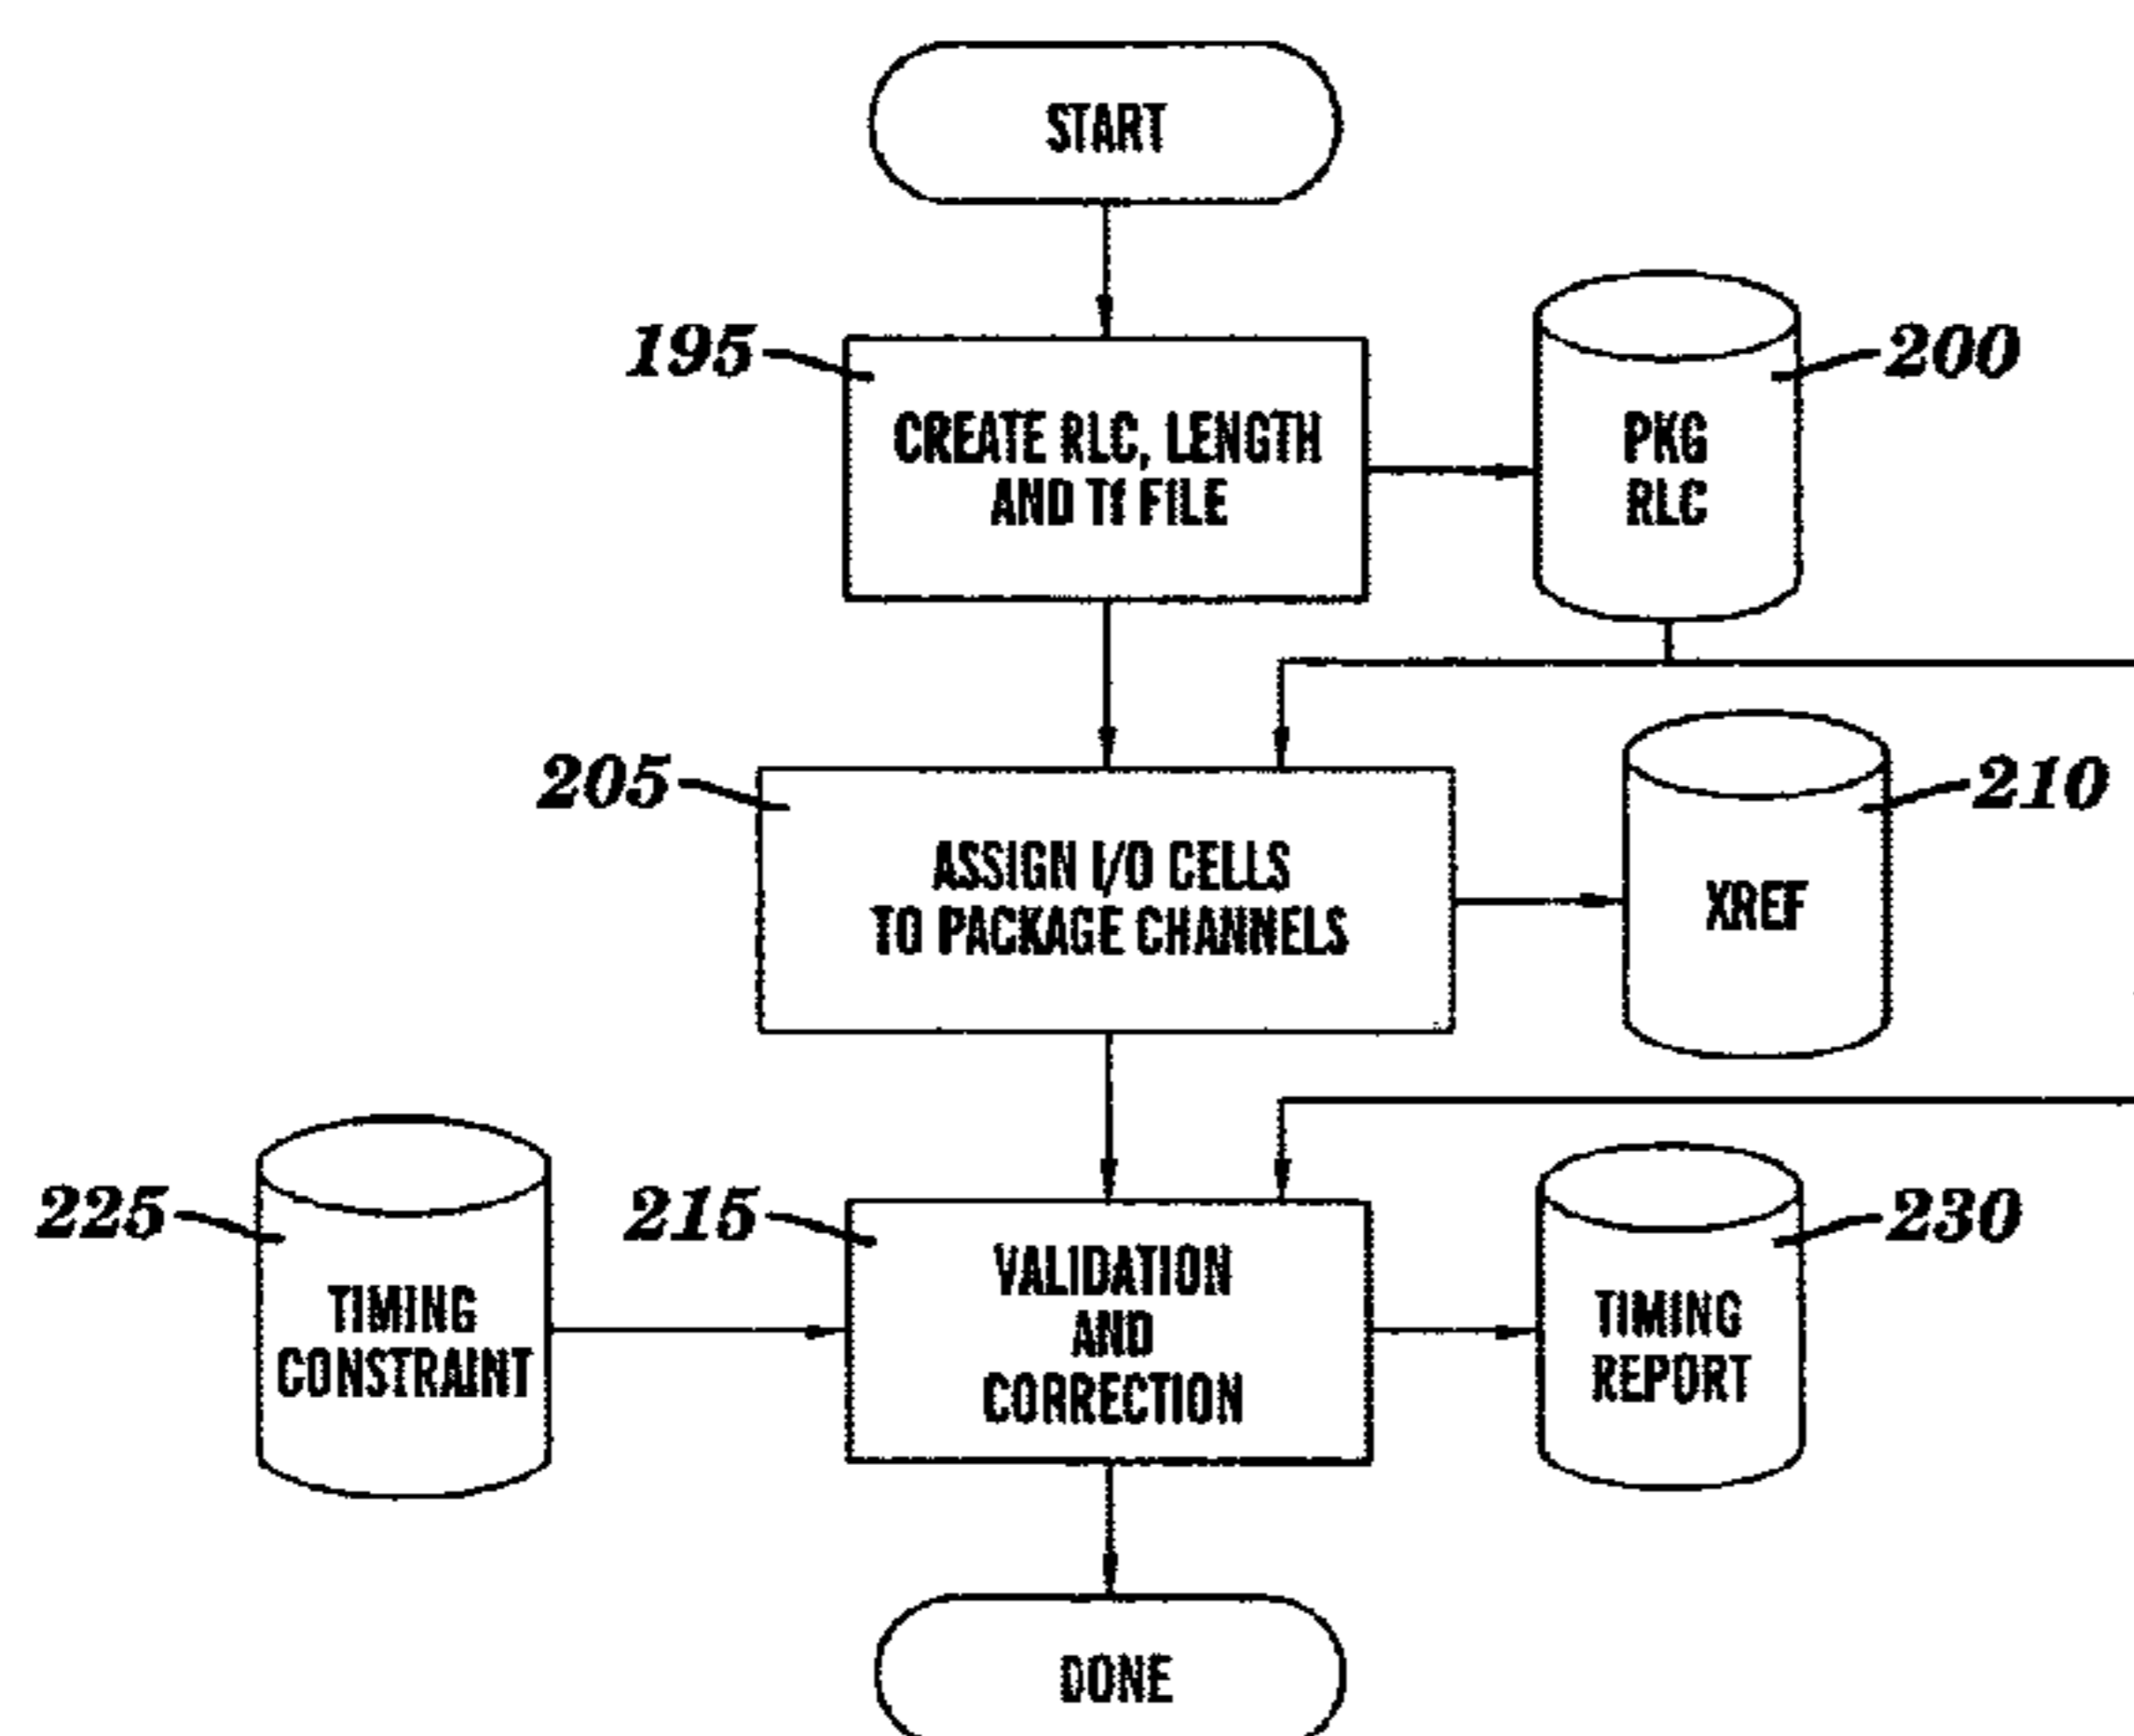 START
195
CREATE RLC, LENGTH
AND Tf FILE
200
PKG
RLC
205
ASSIGN I/O CELLS
TO PACKAGE CHANNELS
210
XREF
225
TIMING
CONSTRAINT
215
VALIDATION
AND
CORRECTION
230
TIMING
REPORT
DONE